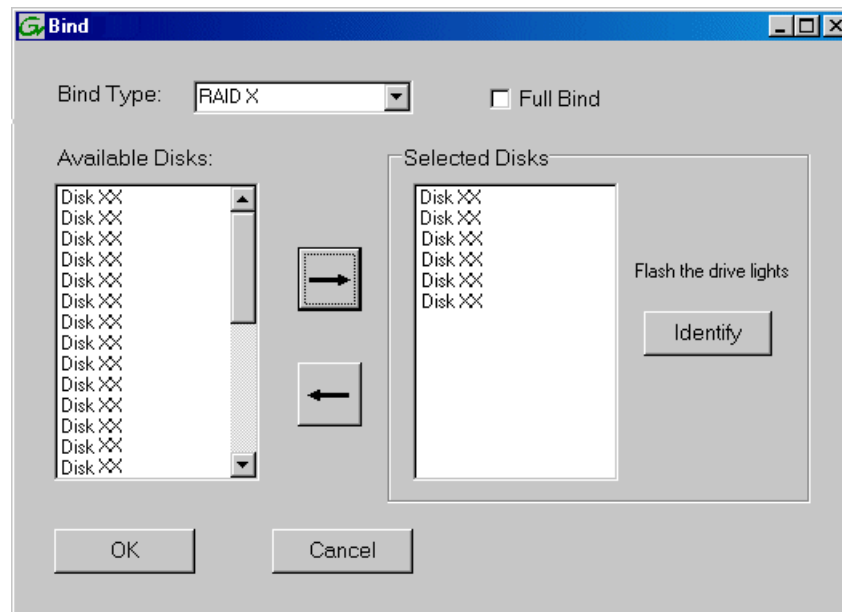 Bind
Bind Type: RAID X Full Bind
Available Disks:
Disk XX
Disk XX
Disk XX
Disk XX
Disk XX
Disk XX
Disk XX
Disk XX
Disk XX
Disk XX
Disk XX
Disk XX
Disk XX
Disk XX
Selected Disks
Disk XX
Disk XX
Disk XX
Disk XX
Disk XX
Disk XX
Flash the drive lights
Identify
OK Cancel